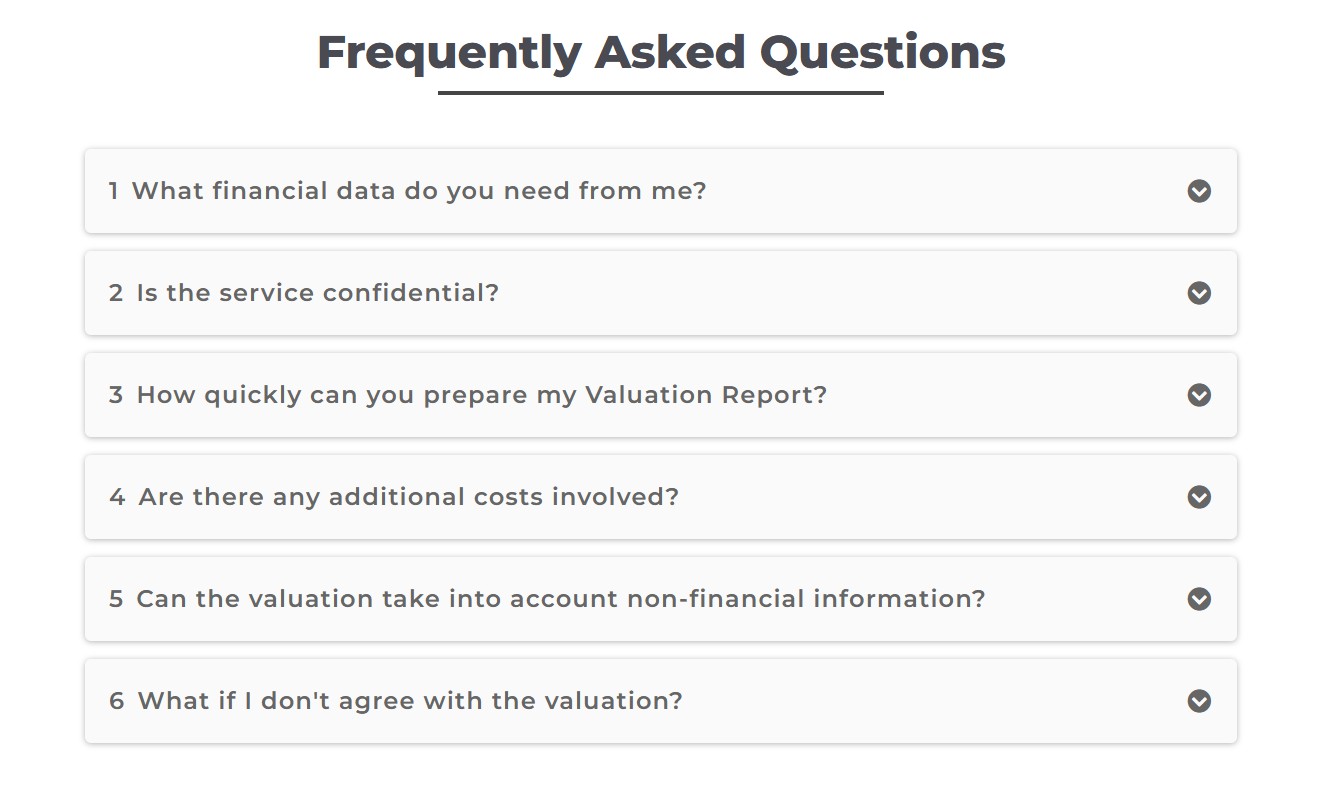 Frequently Asked Questions
1 What financial data do you need from me?
2 Is the service confidential?
3 How quickly can you prepare my Valuation Report?
4 Are there any additional costs involved?
5 Can the valuation take into account non-financial information?
6 What if I don't agree with the valuation?